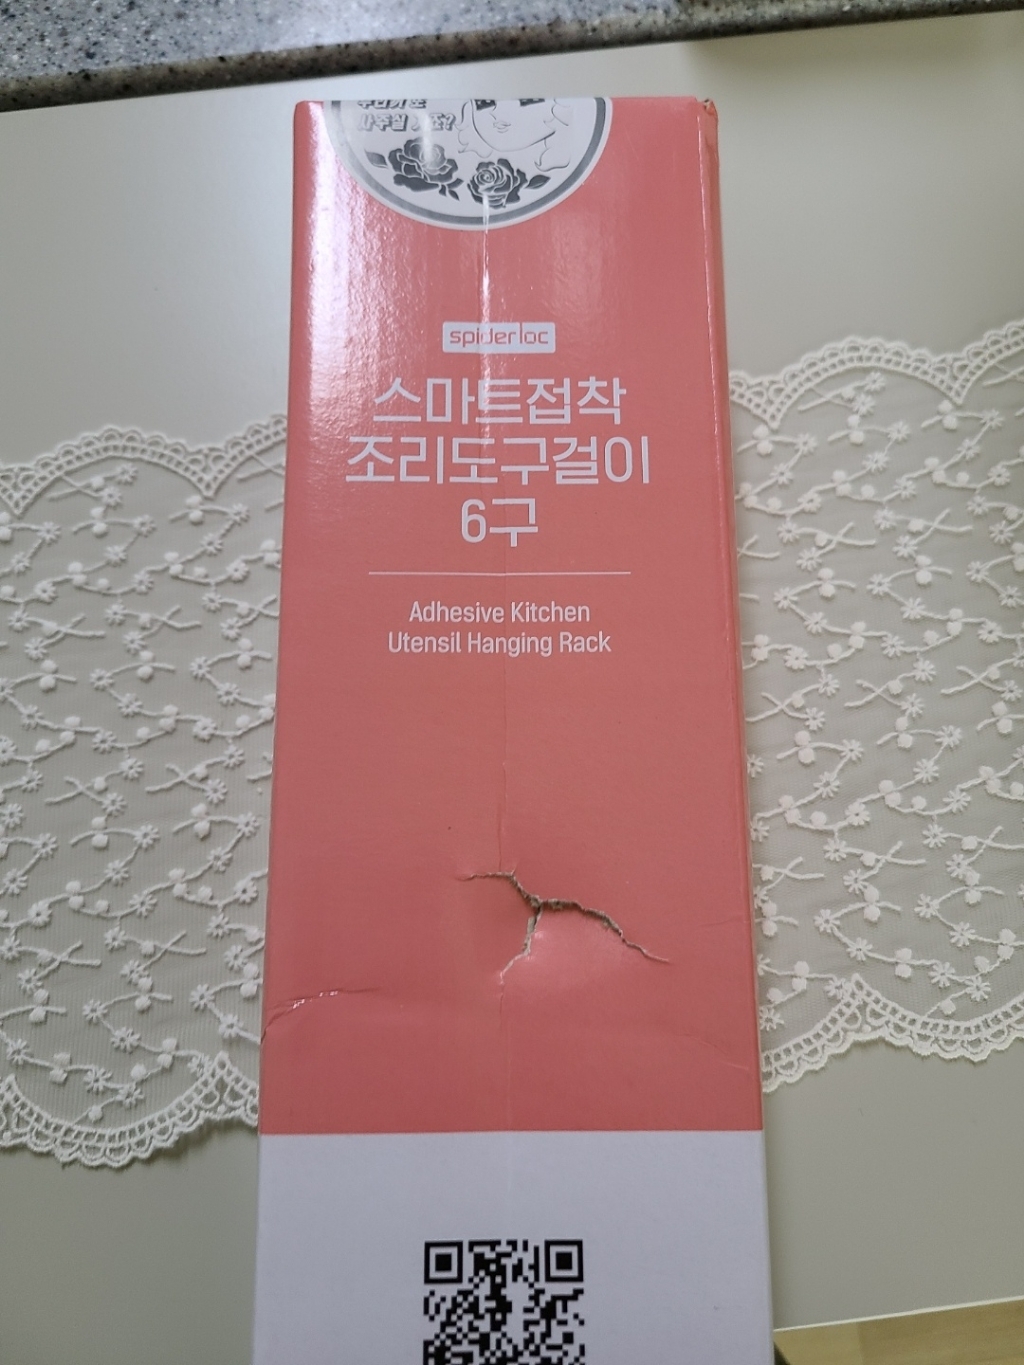 spiderloc
스마트접착
조리도구걸이
6구
Adhesive Kitchen
Utensil Hanging Rack